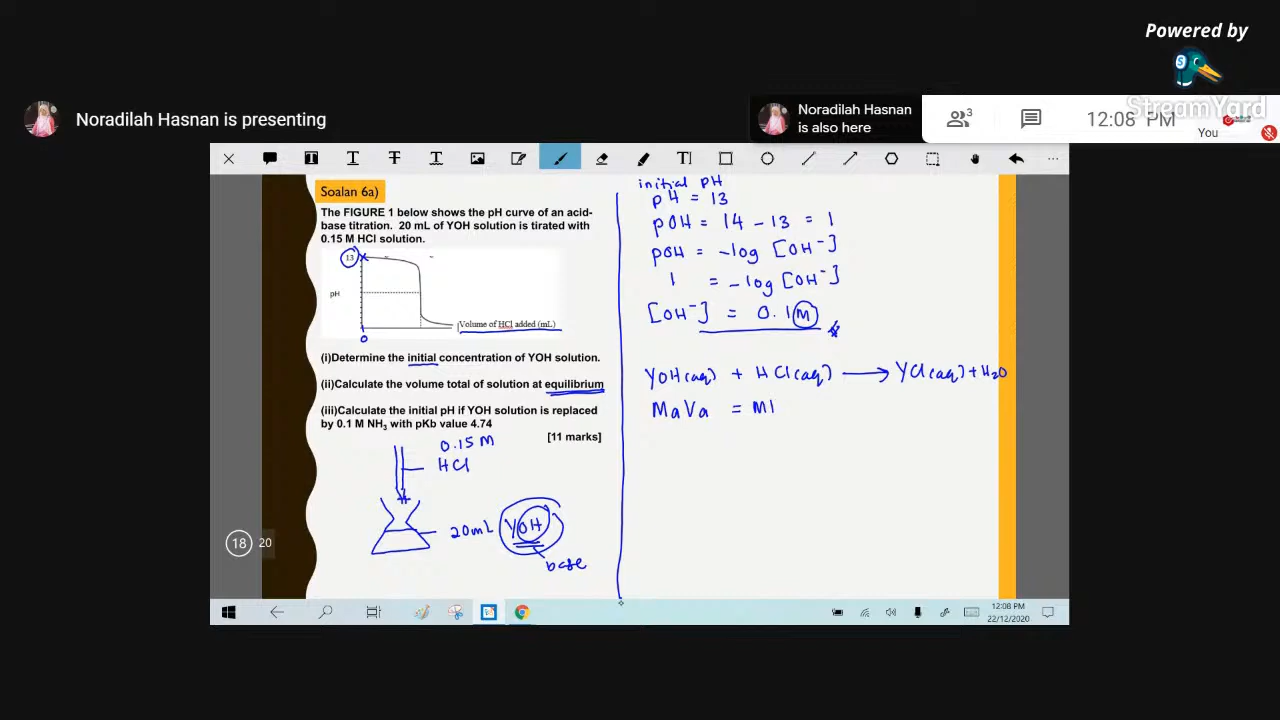 Powered by
StreamYard
Noradilah Hasnan is presenting
Noradilah Hasnan
is also here
3
12:08 PM
You
Soalan 6a)
The FIGURE 1 below shows the pH curve of an acid-
base titration. 20 mL of YOH solution is tirated with
0.15 M HCl solution.
13
pH
Volume of HCl added (mL)
0
(i)Determine the initial concentration of YOH solution.
(ii)Calculate the volume total of solution at equilibrium
(iii)Calculate the initial pH if YOH solution is replaced
by 0.1 M NH₃ with pKb value 4.74
[11 marks]
0.15 M
HCl
20mL YOH
base
initial pH
pH = 13
pOH = 14 - 13 = 1
pOH = -log [OH⁻]
1 = -log [OH⁻]
[OH⁻] = 0.1 M
YOH(aq) + HCl(aq) ⟶ YCl(aq) + H₂O
MaVa = Ml
18 20
12:08 PM
22/12/2020